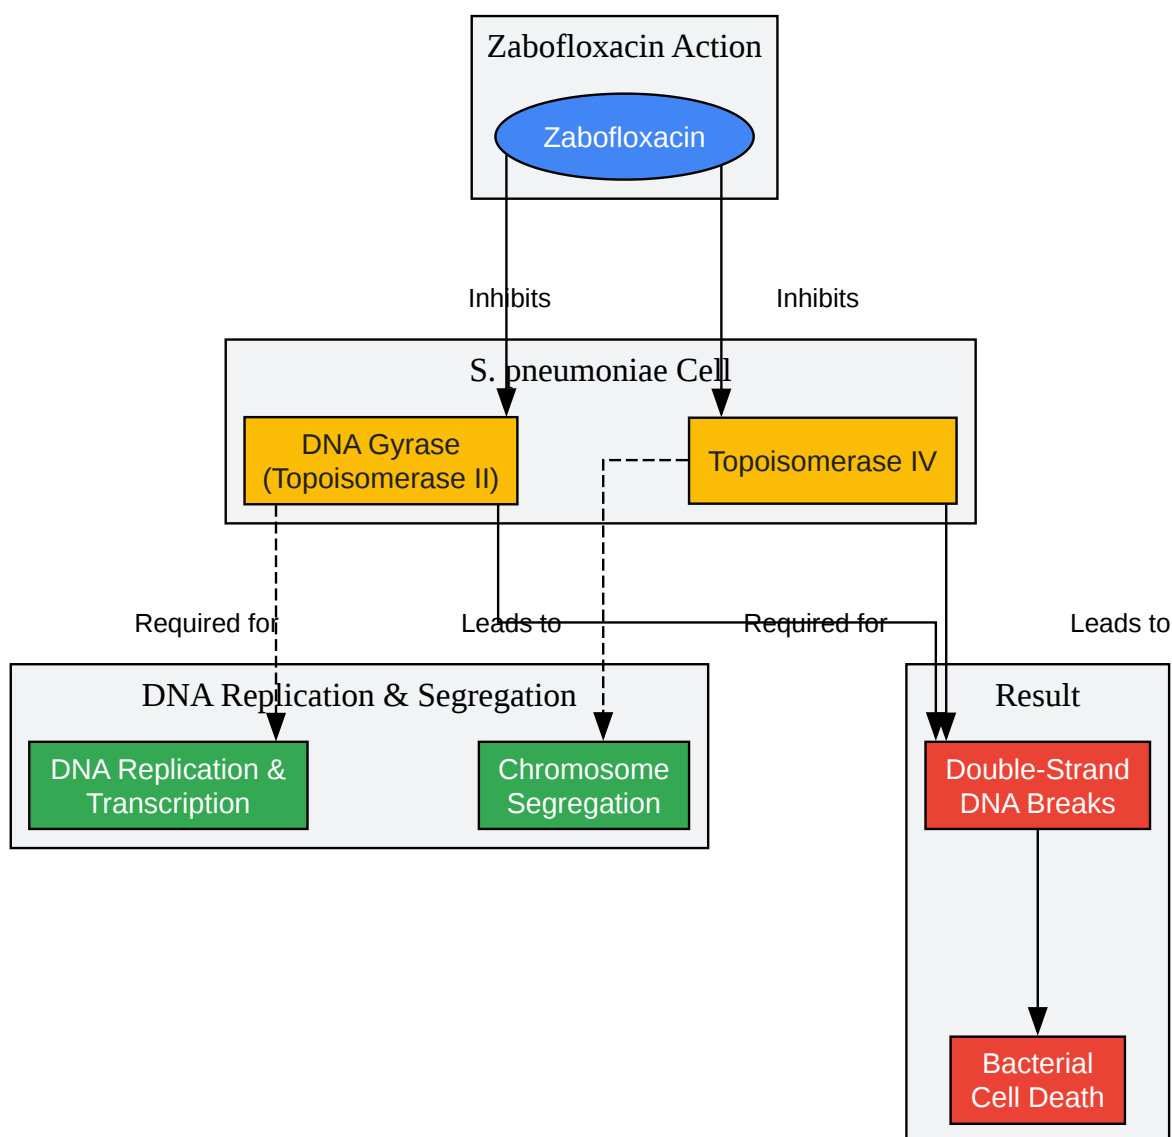 Zabofloxacin Action
Zabofloxacin
Inhibits
Inhibits
S. pneumoniae Cell
DNA Gyrase
(Topoisomerase II)
Topoisomerase IV
Required for
Leads to
Required for
Leads to
DNA Replication & Segregation
Result
DNA Replication &
Transcription
Chromosome
Segregation
Double-Strand
DNA Breaks
Bacterial
Cell Death